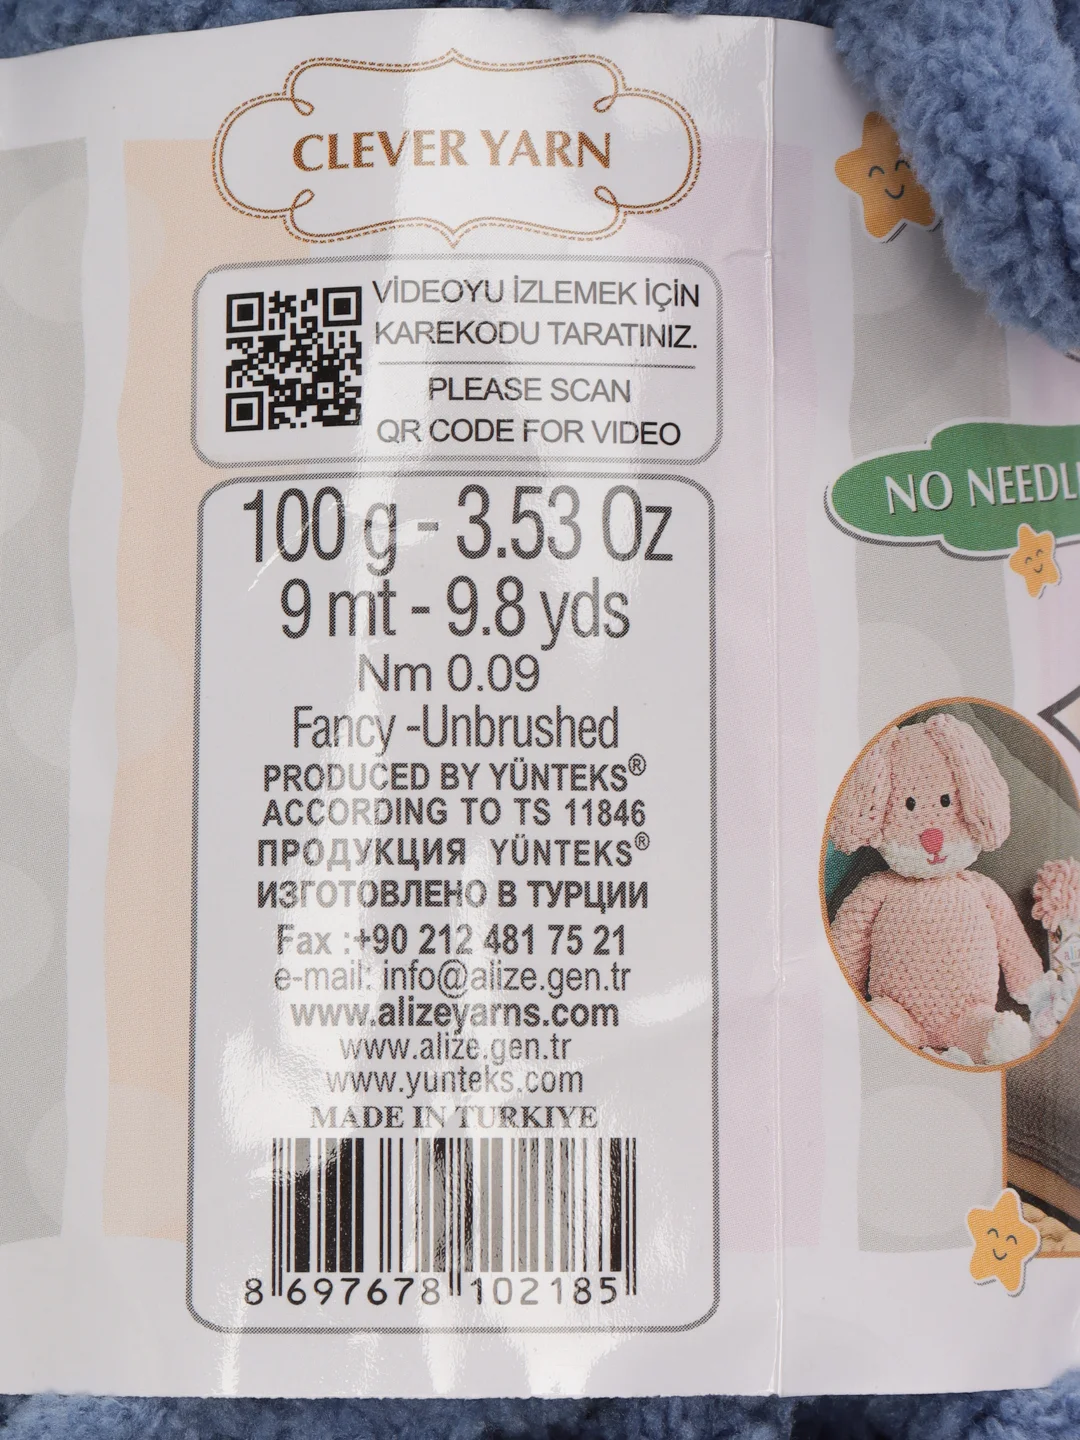 CLEVER YARN
VİDEOYU İZLEMEK İÇİN
KAREKODU TARATINIZ.
PLEASE SCAN
QR CODE FOR VIDEO
100 g - 3.53 Oz
9 mt - 9.8 yds
Nm 0.09
Fancy -Unbrushed
PRODUCED BY YÜNTEKS®
ACCORDING TO TS 11846
ПРОДУКЦИЯ YÜNTEKS®
ИЗГОТОВЛЕНО В ТУРЦИИ
Fax :+90 212 481 75 21
e-mail: info@alize.gen.tr
www.alizeyarns.com
www.alize.gen.tr
www.yunteks.com
MADE IN TURKIYE
8 697678 102185
NO